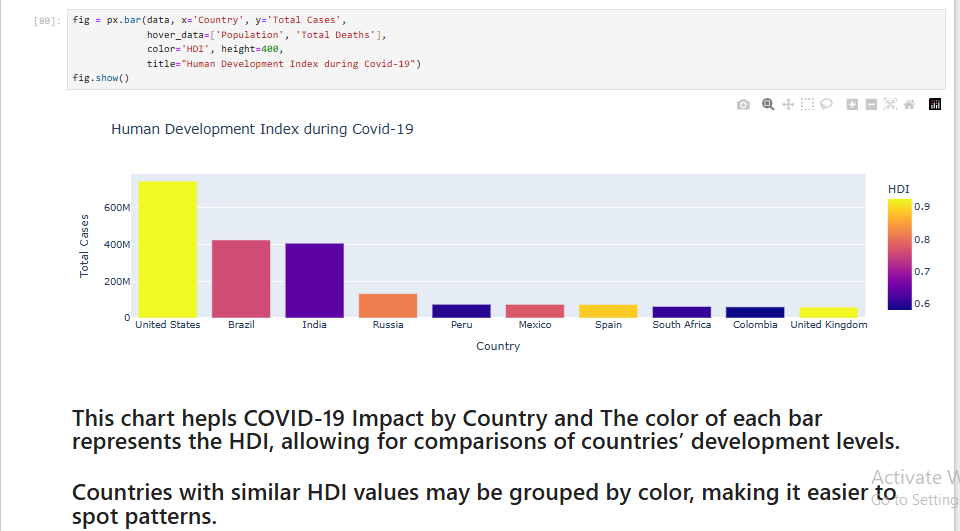 [80]: fig = px.bar(data, x='Country', y='Total Cases',
hover_data=['Population', 'Total Deaths'],
color='HDI', height=400,
title="Human Development Index during Covid-19")
fig.show()
Human Development Index during Covid-19
HDI
0.9
0.8
0.7
0.6
Total Cases
600M
400M
200M
0
United States Brazil India Russia Peru Mexico Spain South Africa Colombia United Kingdom
Country
This chart hepls COVID-19 Impact by Country and The color of each bar
represents the HDI, allowing for comparisons of countries’ development levels.
Activate W
Countries with similar HDI values may be grouped by color, making it easier to
Go to Setting
spot patterns.